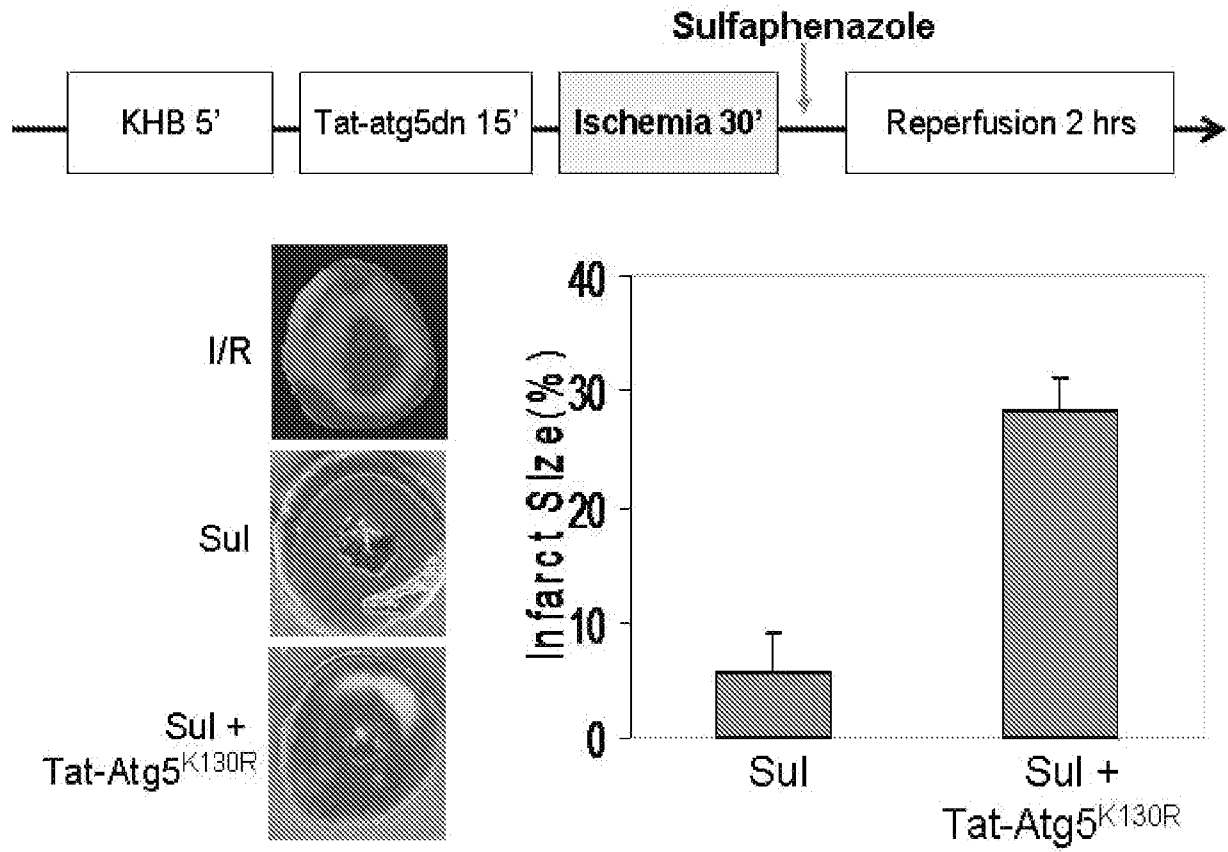 Sulfaphenazole
KHB 5'
Tat-atg5dn 15'
Ischemia 30'
Reperfusion 2 hrs
I/R
Sul
Sul +
Tat-Atg5K130R
Infarct SIze(%)
40
30
20
10
0
Sul
Sul +
Tat-Atg5K130R